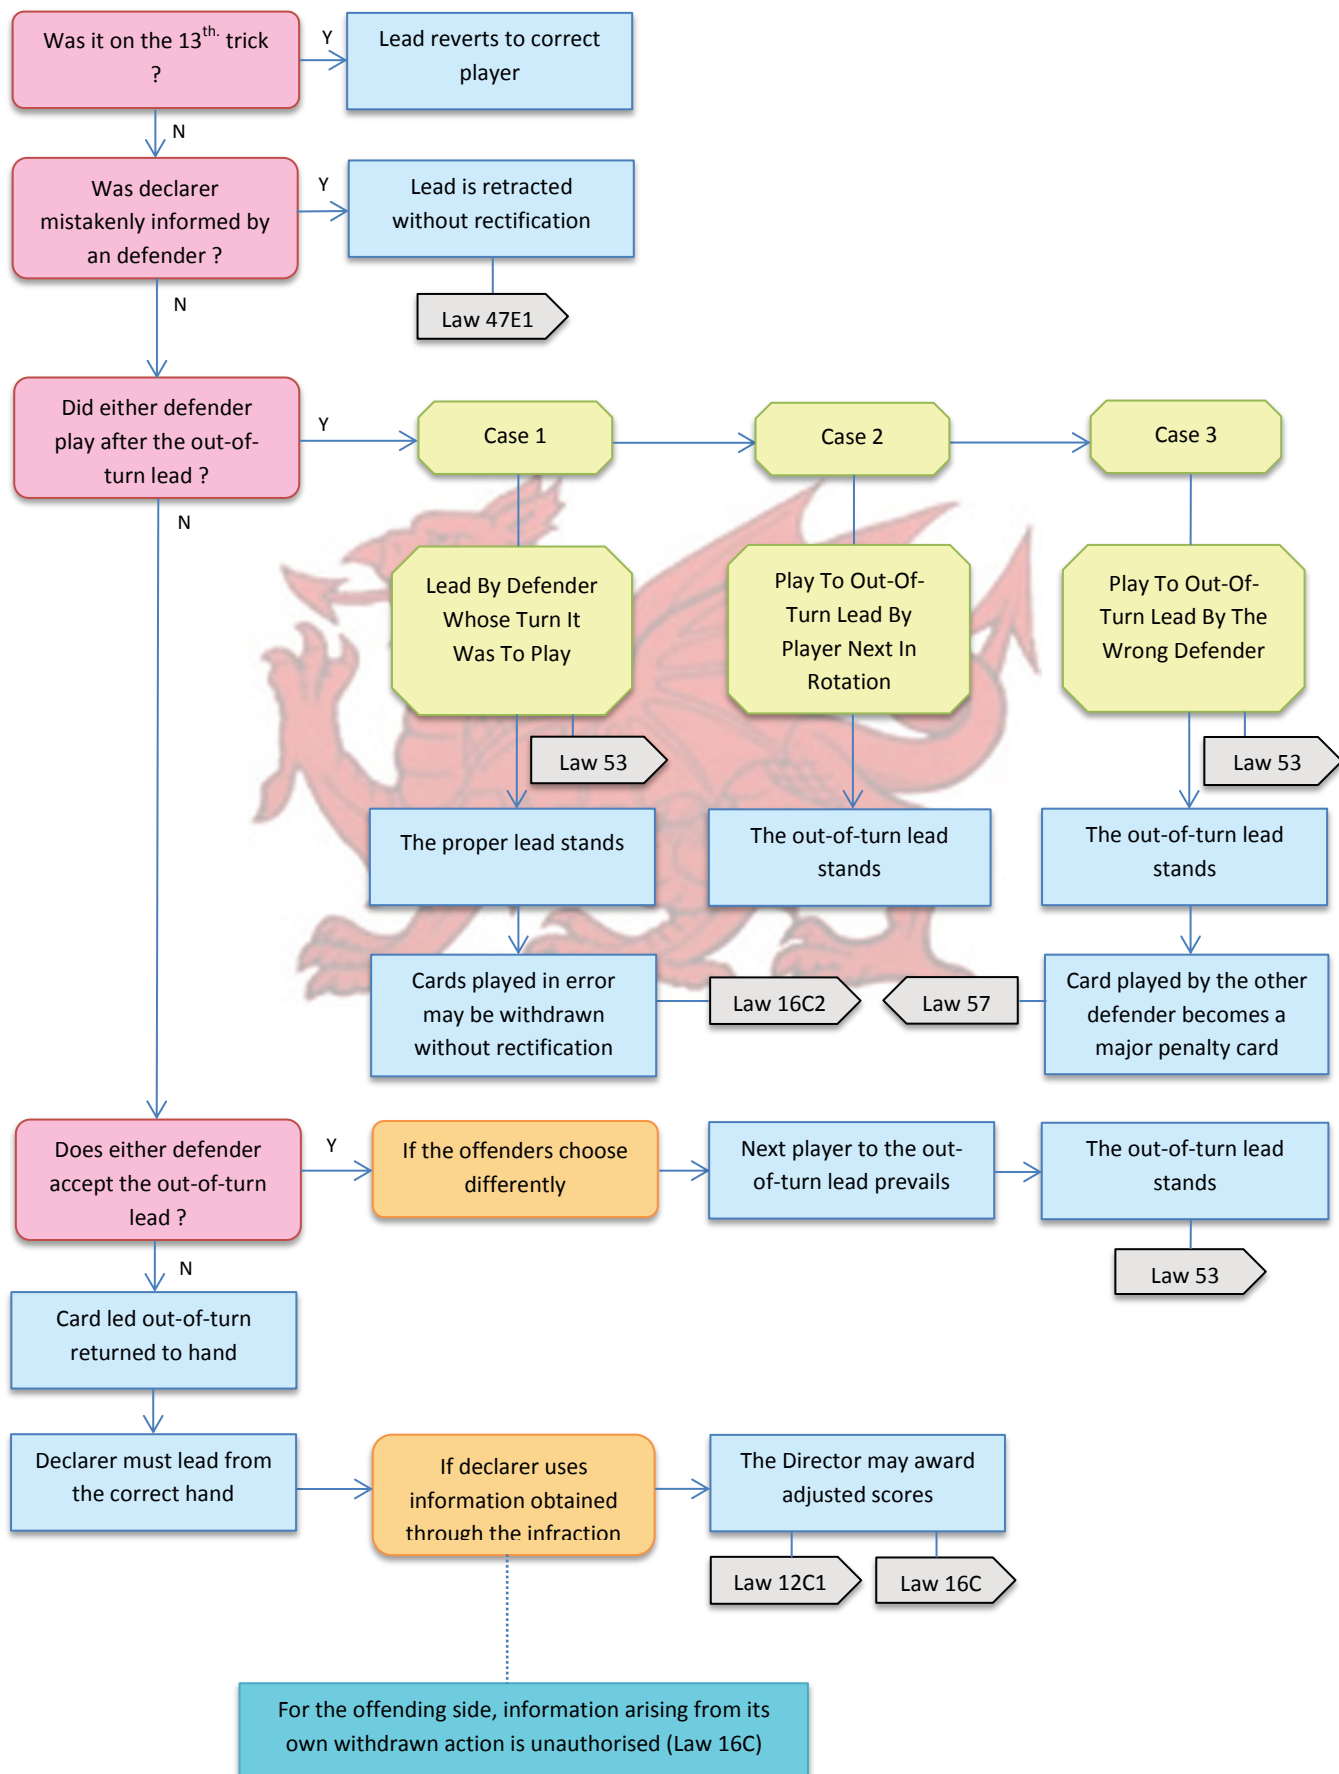 Was it on the 13th. trick
?
Y
Lead reverts to correct
player
N
Was declarer
mistakenly informed by
an defender ?
Y
Lead is retracted
without rectification
Law 47E1
N
Did either defender
play after the out-of-
turn lead ?
Y
Case 1
Case 2
Case 3
N
Lead By Defender
Whose Turn It
Was To Play
Play To Out-Of-
Turn Lead By
Player Next In
Rotation
Play To Out-Of-
Turn Lead By The
Wrong Defender
Law 53
Law 53
The proper lead stands
The out-of-turn lead
stands
The out-of-turn lead
stands
Cards played in error
may be withdrawn
without rectification
Law 16C2
Law 57
Card played by the other
defender becomes a
major penalty card
Does either defender
accept the out-of-turn
lead ?
Y
If the offenders choose
differently
Next player to the out-
of-turn lead prevails
The out-of-turn lead
stands
Law 53
N
Card led out-of-turn
returned to hand
Declarer must lead from
the correct hand
If declarer uses
information obtained
through the infraction
The Director may award
adjusted scores
Law 12C1
Law 16C
For the offending side, information arising from its
own withdrawn action is unauthorised (Law 16C)